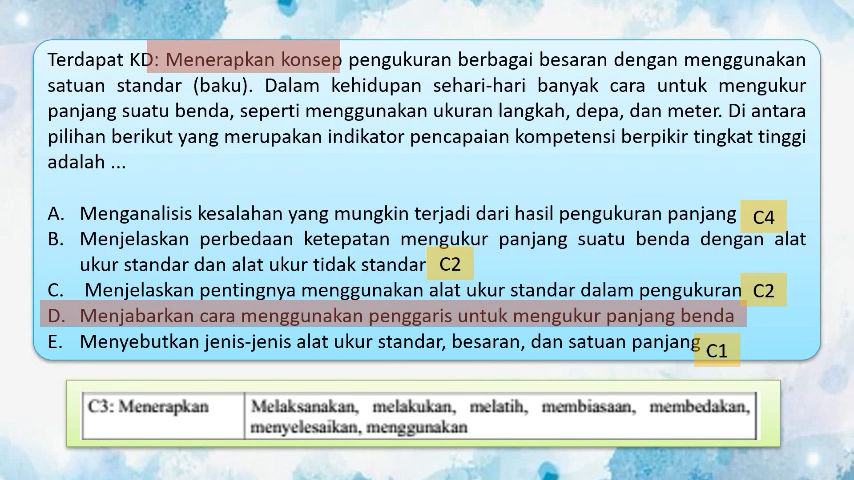 Terdapat KD: Menerapkan konsep pengukuran berbagai besaran dengan menggunakan
satuan standar (baku). Dalam kehidupan sehari-hari banyak cara untuk mengukur
panjang suatu benda, seperti menggunakan ukuran langkah, depa, dan meter. Di antara
pilihan berikut yang merupakan indikator pencapaian kompetensi berpikir tingkat tinggi
adalah ...
A. Menganalisis kesalahan yang mungkin terjadi dari hasil pengukuran panjang C4
B. Menjelaskan perbedaan ketepatan mengukur panjang suatu benda dengan alat
ukur standar dan alat ukur tidak standar C2
C. Menjelaskan pentingnya menggunakan alat ukur standar dalam pengukuran C2
D. Menjabarkan cara menggunakan penggaris untuk mengukur panjang benda
E. Menyebutkan jenis-jenis alat ukur standar, besaran, dan satuan panjang C1
C3: Menerapkan Melaksanakan, melakukan, melatih, membiasaan, membedakan,
menyelesaikan, menggunakan